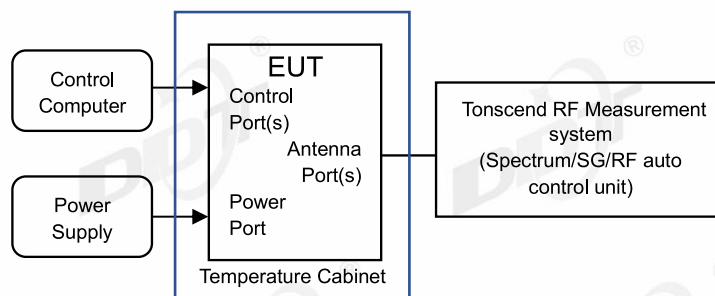 Control
Computer
Power
Supply
EUT
Control
Port(s)
Antenna
Port(s)
Power
Port
Temperature Cabinet
Tonscend RF Measurement
system
(Spectrum/SG/RF auto
control unit)
DDT
®
®